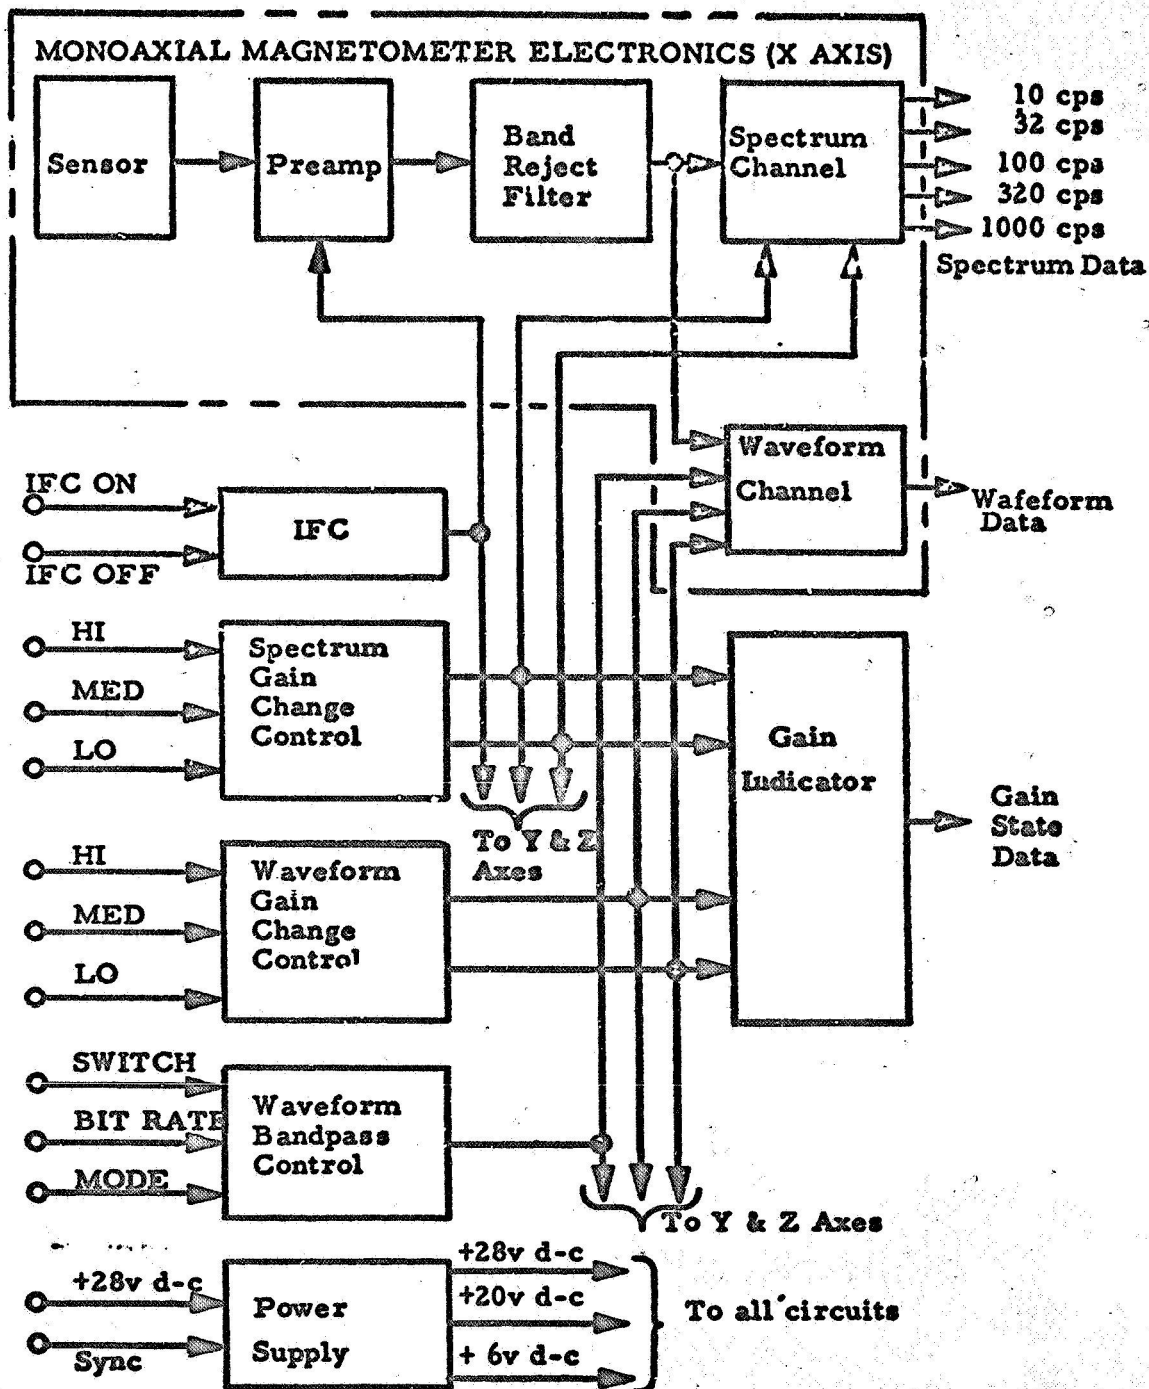 MONOAXIAL MAGNETOMETER ELECTRONICS (X AXIS)
Sensor
Preamp
Band
Reject
Filter
Spectrum
Channel
10 cps
32 cps
100 cps
320 cps
1000 cps
Spectrum Data
Waveform
Channel
Wafeform
Data
IFC ON
IFC OFF
IFC
HI
MED
LO
Spectrum
Gain
Change
Control
To Y & Z
Axes
Gain
Indicator
Gain
State
Data
HI
MED
LO
Waveform
Gain
Change
Control
SWITCH
BIT RATE
MODE
Waveform
Bandpass
Control
To Y & Z Axes
+28v d-c
Sync
Power
Supply
+28v d-c
+20v d-c
+ 6v d-c
To all circuits